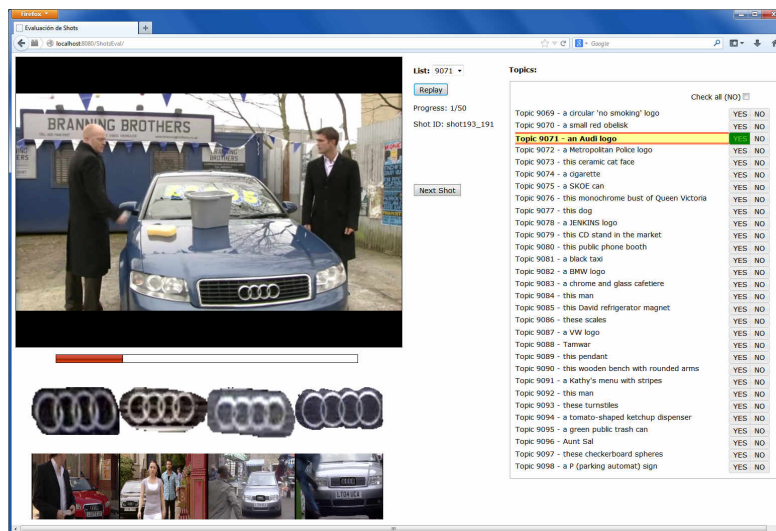 Firefox
Evaluación de Shots
+
localhost:8080/ShotsEval/
Google
BRANNING BROTHERS
BRANNING
BROTHERS
LT04 UCA
List: 9071
Replay
Progress: 1/50
Shot ID: shot193_191
Next Shot
Topics:
Check all (NO)
Topic 9069 - a circular 'no smoking' logo YES NO
Topic 9070 - a small red obelisk YES NO
Topic 9071 - an Audi logo YES NO
Topic 9072 - a Metropolitan Police logo YES NO
Topic 9073 - this ceramic cat face YES NO
Topic 9074 - a cigarette YES NO
Topic 9075 - a SKOE can YES NO
Topic 9076 - this monochrome bust of Queen Victoria YES NO
Topic 9077 - this dog YES NO
Topic 9078 - a JENKINS logo YES NO
Topic 9079 - this CD stand in the market YES NO
Topic 9080 - this public phone booth YES NO
Topic 9081 - a black taxi YES NO
Topic 9082 - a BMW logo YES NO
Topic 9083 - a chrome and glass cafetiere YES NO
Topic 9084 - this man YES NO
Topic 9085 - this David refrigerator magnet YES NO
Topic 9086 - these scales YES NO
Topic 9087 - a VW logo YES NO
Topic 9088 - Tamwar YES NO
Topic 9089 - this pendant YES NO
Topic 9090 - this wooden bench with rounded arms YES NO
Topic 9091 - a Kathy's menu with stripes YES NO
Topic 9092 - this man YES NO
Topic 9093 - these turnstiles YES NO
Topic 9094 - a tomato-shaped ketchup dispenser YES NO
Topic 9095 - a green public trash can YES NO
Topic 9096 - Aunt Sal YES NO
Topic 9097 - these checkerboard spheres YES NO
Topic 9098 - a P (parking automat) sign YES NO